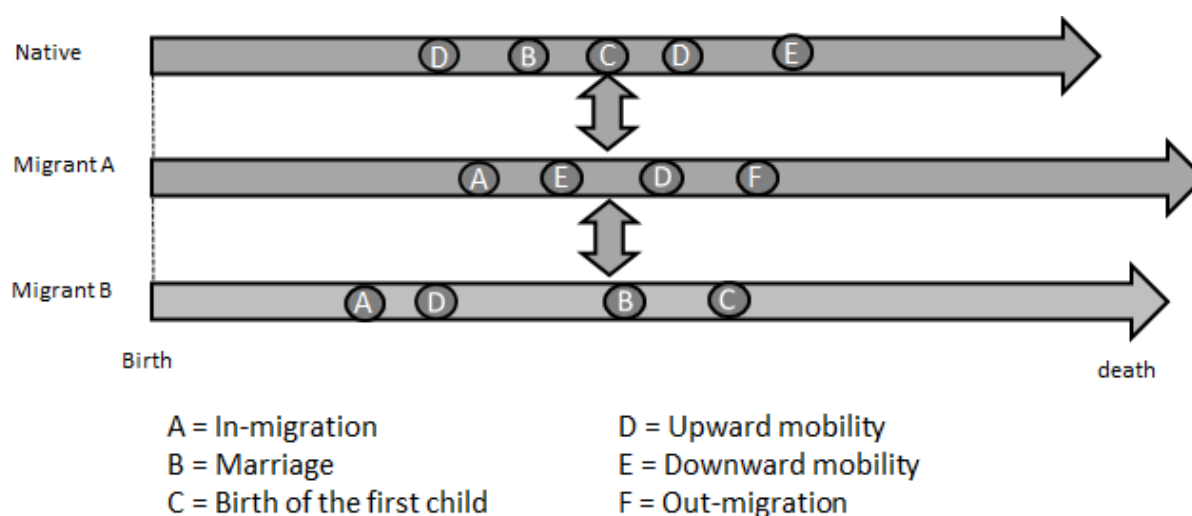 Native
D B C D E
Migrant A
A E D F
Migrant B
A D B C
Birth
death
A = In-migration
D = Upward mobility
B = Marriage
E = Downward mobility
C = Birth of the first child
F = Out-migration